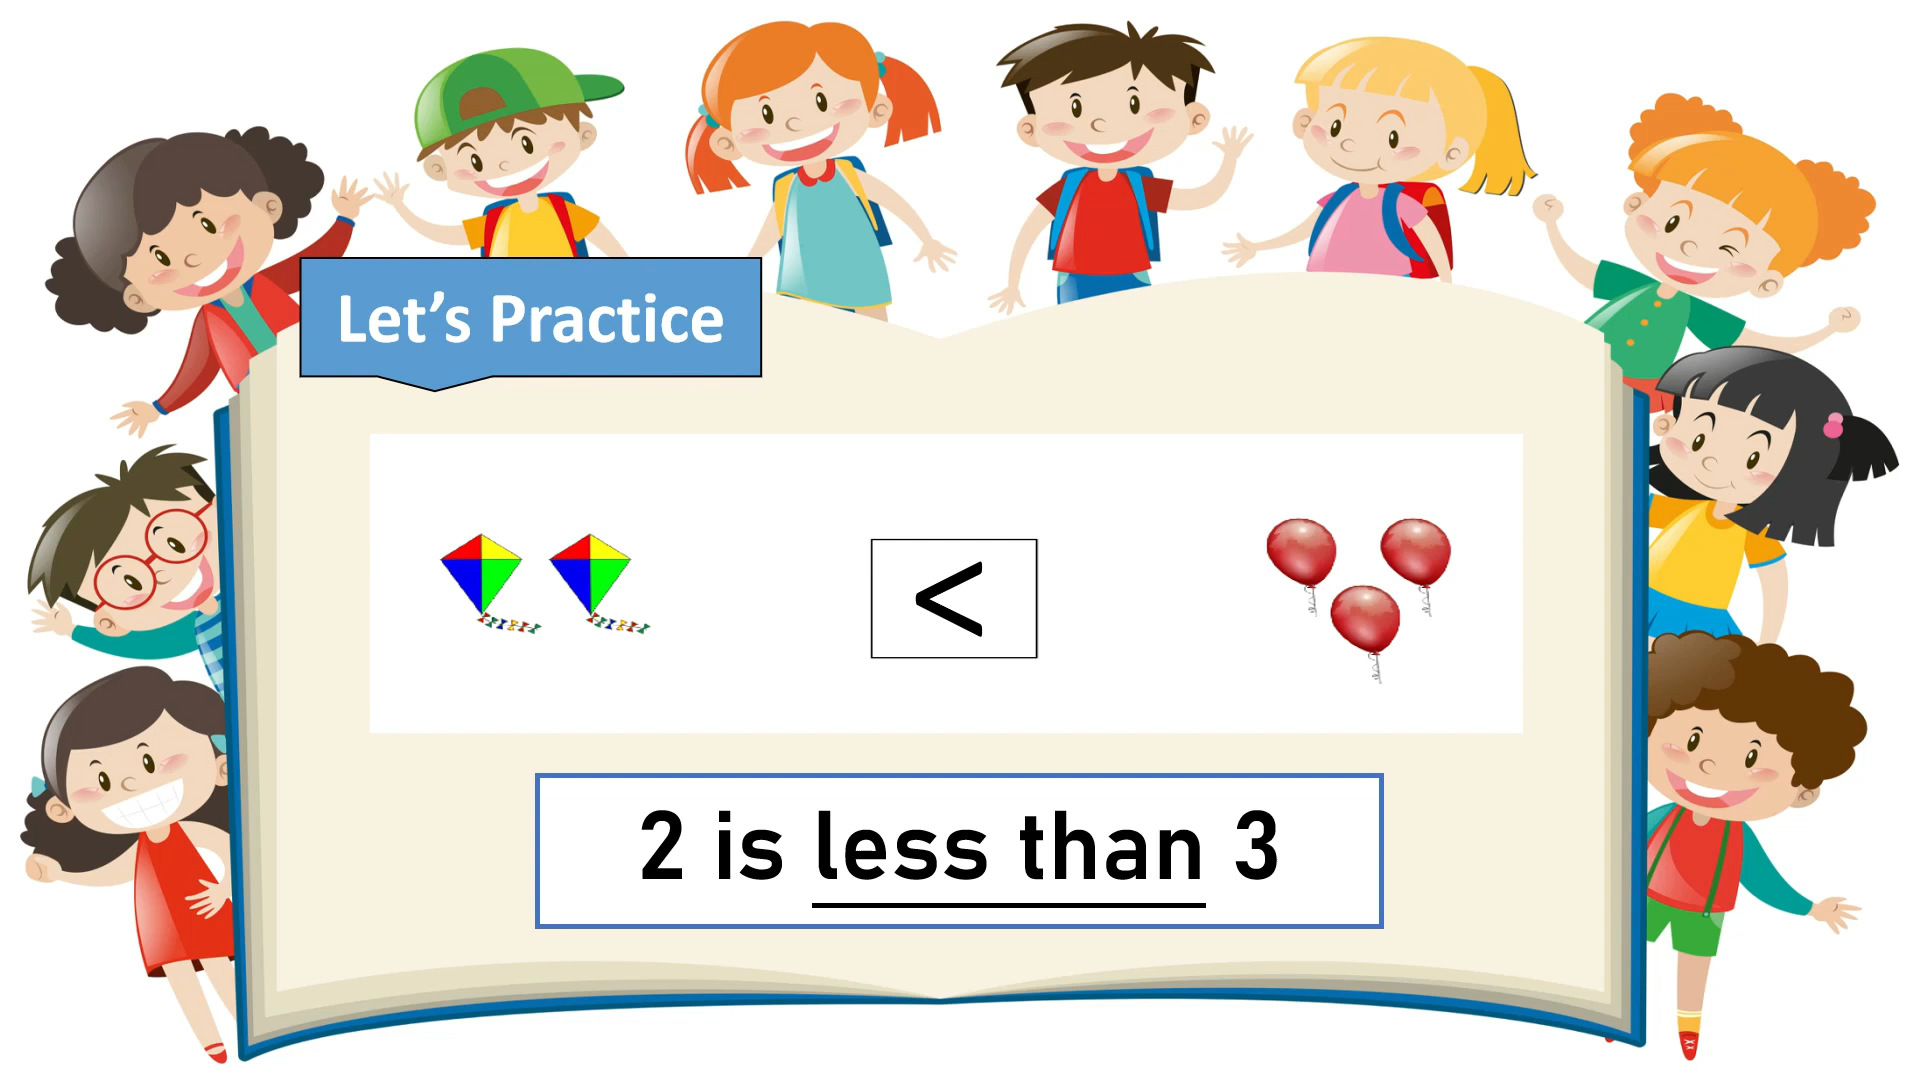 Let’s Practice
<
2 is less than 3